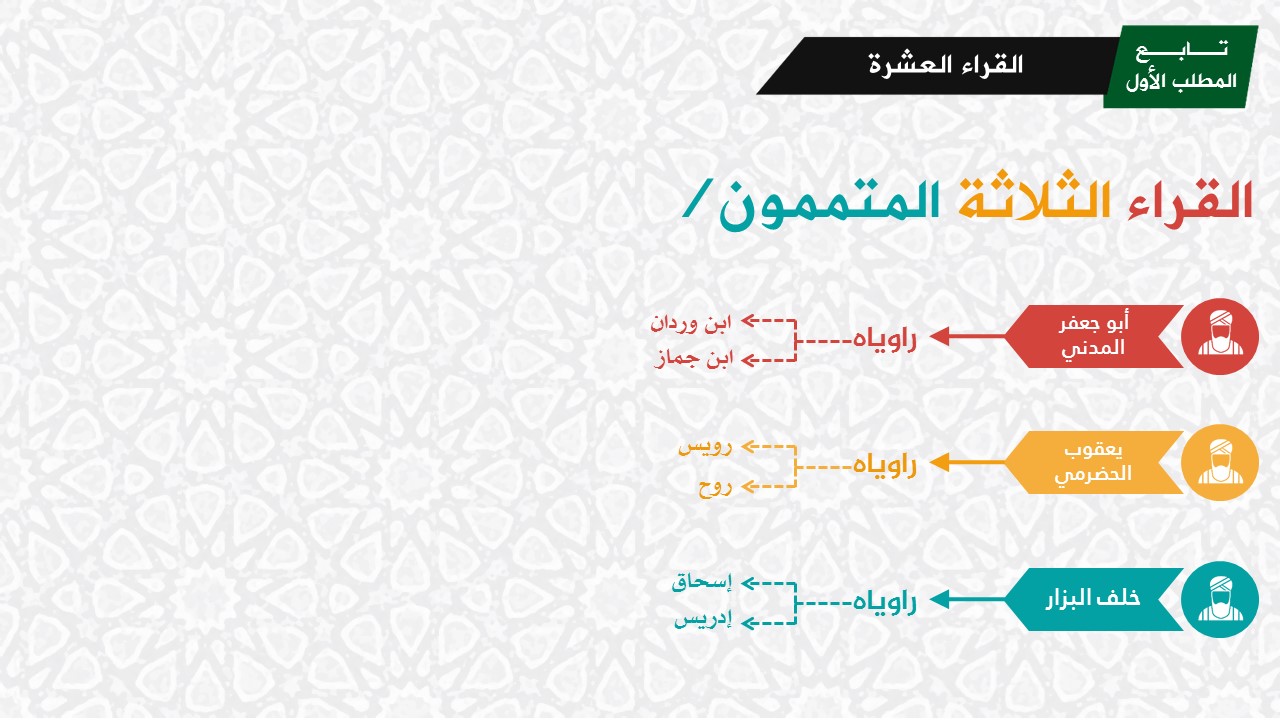 تـــابـــع
المطلب الأول
القراء العشرة
القراء الثلاثة المتممون/
أبو جعفر
المدني
راوياه
ابن وردان
ابن جماز
يعقوب
الحضرمي
راوياه
رويس
روح
خلف البزار
راوياه
إسحاق
إدريس